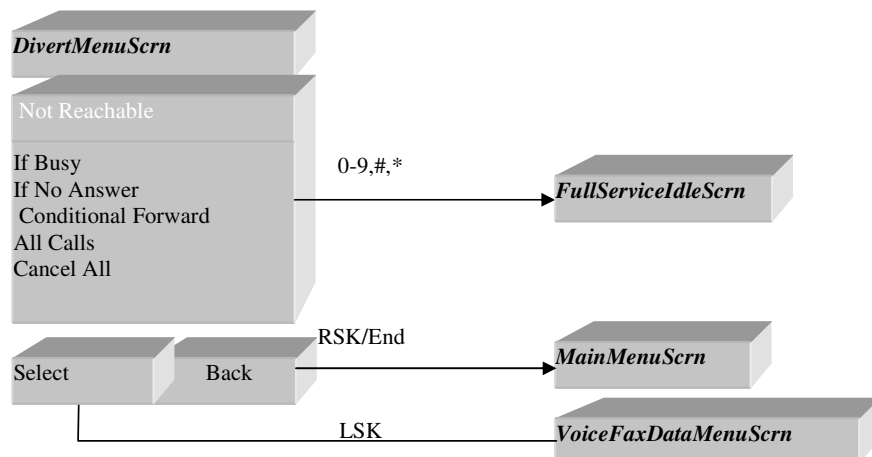 DivertMenuScrn
Not Reachable
If Busy
If No Answer
Conditional Forward
All Calls
Cancel All
0-9,#,*
FullServiceIdleScrn
RSK/End
Select
Back
MainMenuScrn
LSK
VoiceFaxDataMenuScrn